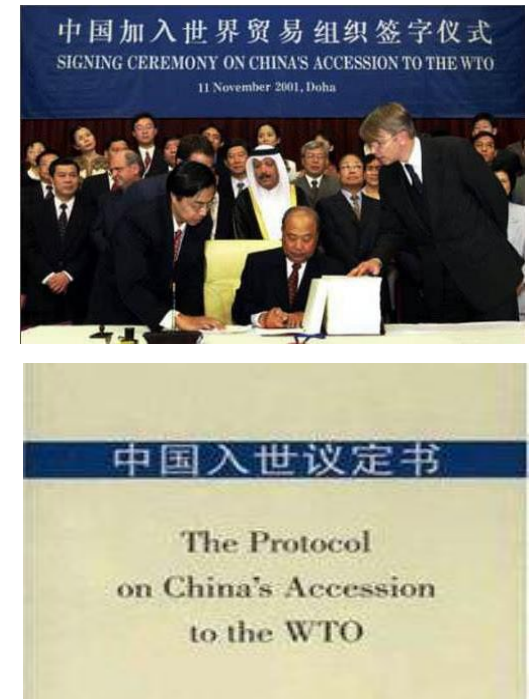 中国加入世界贸易组织签字仪式
SIGNING CEREMONY ON CHINA'S ACCESSION TO THE WTO
11 November 2001, Doha
中国入世议定书
The Protocol
on China's Accession
to the WTO